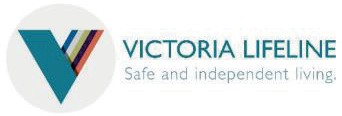 VICTORIA LIFELINE
Safe and independent living.